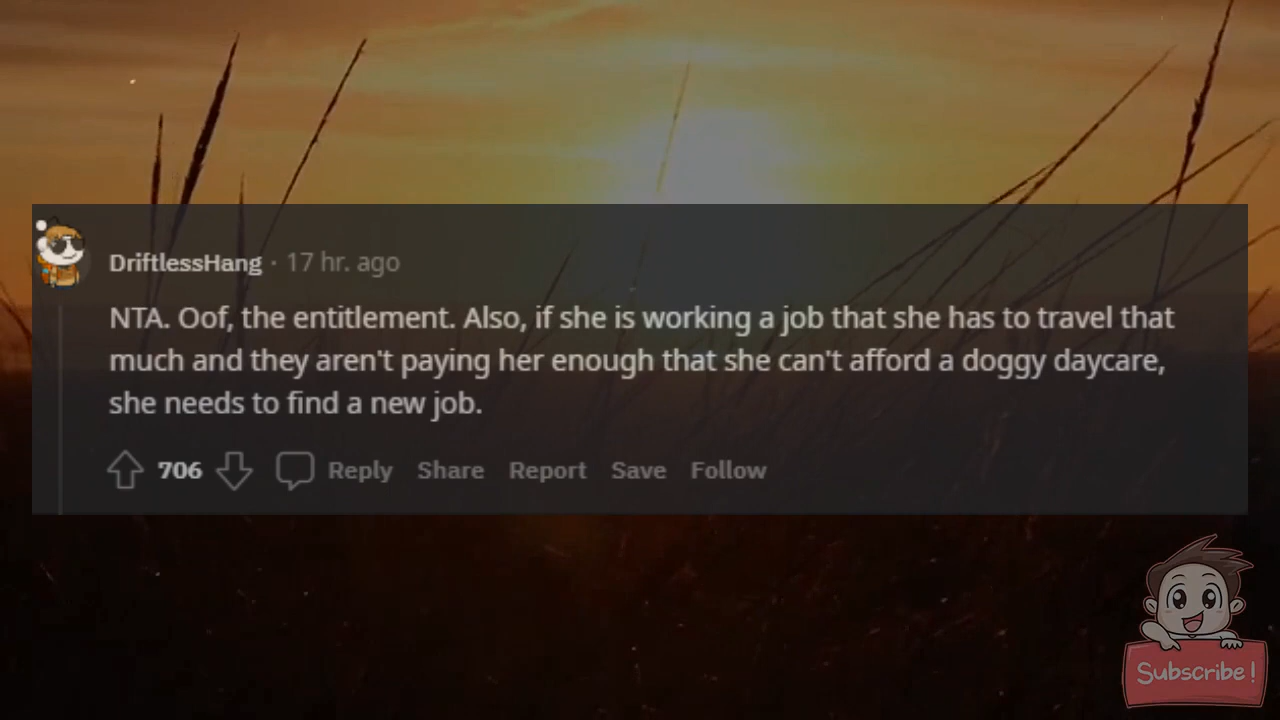 DriftlessHang · 17 hr. ago
NTA. Oof, the entitlement. Also, if she is working a job that she has to travel that
much and they aren't paying her enough that she can't afford a doggy daycare,
she needs to find a new job.
706 Reply Share Report Save Follow
Subscribe!